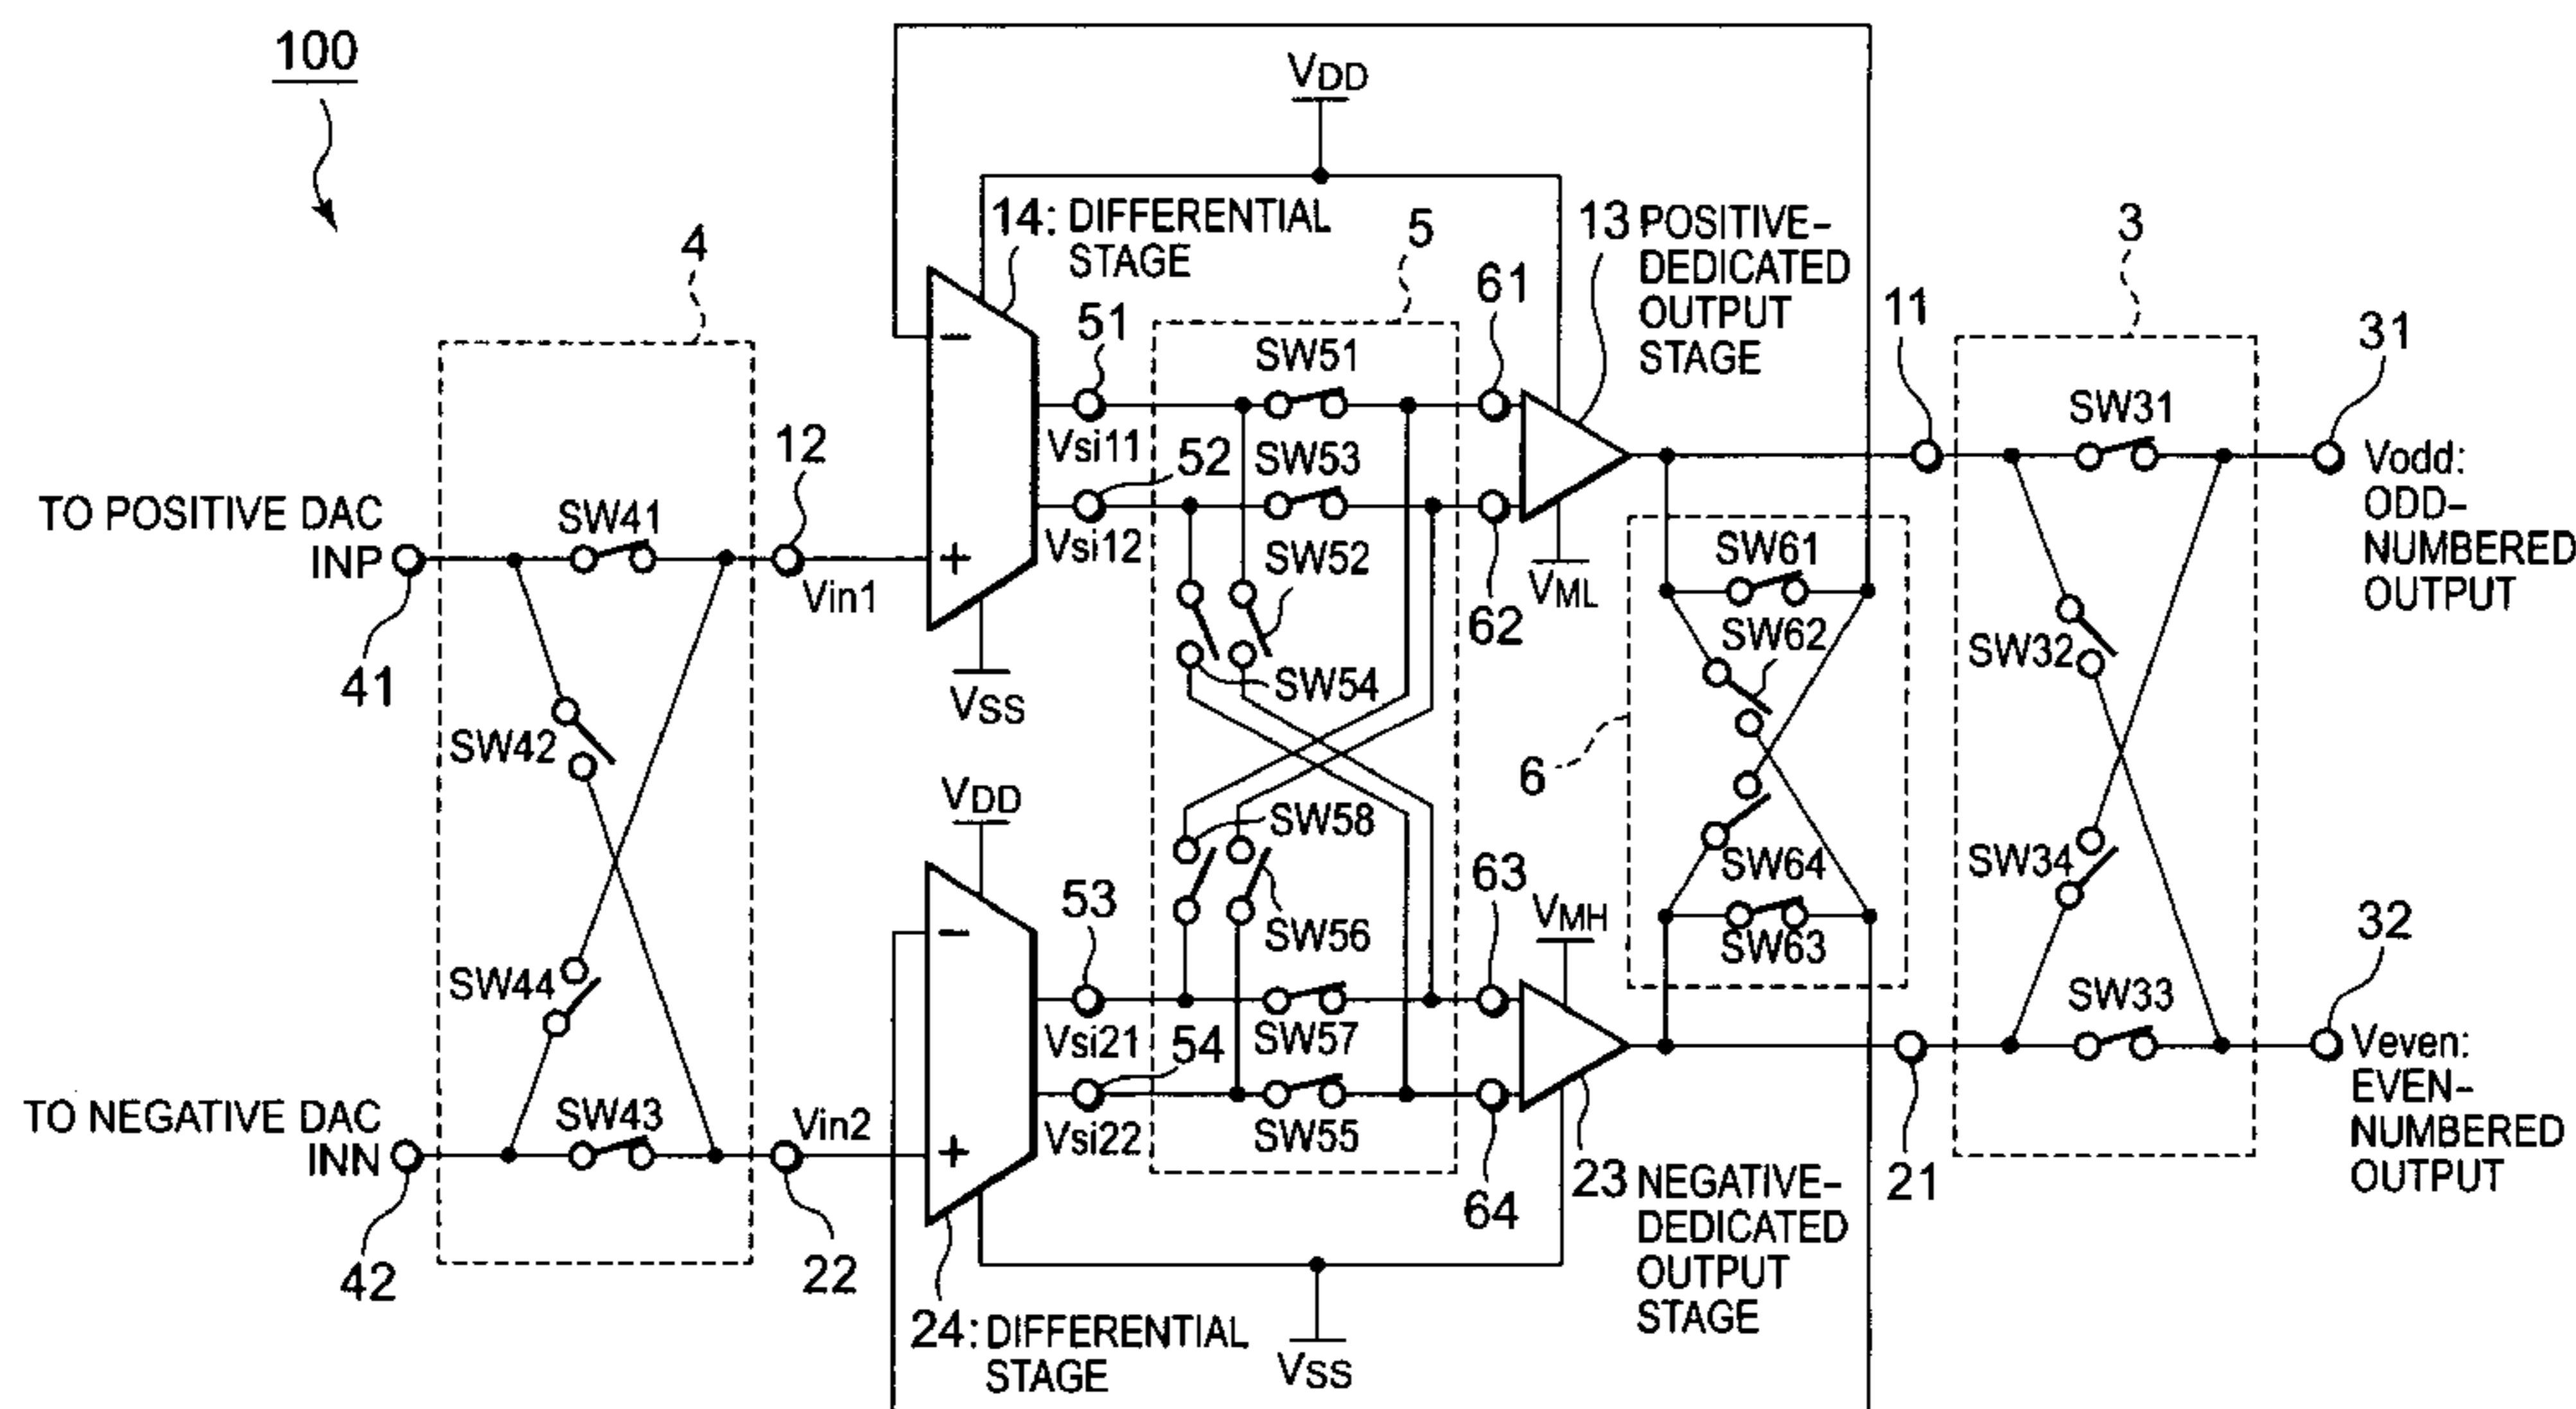 100
VDD
14: DIFFERENTIAL
STAGE
5
13 POSITIVE-
DEDICATED
OUTPUT
STAGE
3
4
51
61
11
31
SW51
SW31
12
Vsi11
52
SW53
Vodd:
ODD-
NUMBERED
OUTPUT
TO POSITIVE DAC
INP
SW41
Vin1
Vsi12
SW52
VML
62
SW61
SW62
41
SW54
SW32
VSS
SW42
6
VDD
SW58
SW64
SW34
53
SW56
63
VMH
SW63
32
SW44
SW33
Vsi21
54
SW57
Veven:
EVEN-
NUMBERED
OUTPUT
TO NEGATIVE DAC
INN
SW43
Vin2
Vsi22
SW55
64
23 NEGATIVE-
DEDICATED
OUTPUT
STAGE
21
42
22
24: DIFFERENTIAL
STAGE
VSS